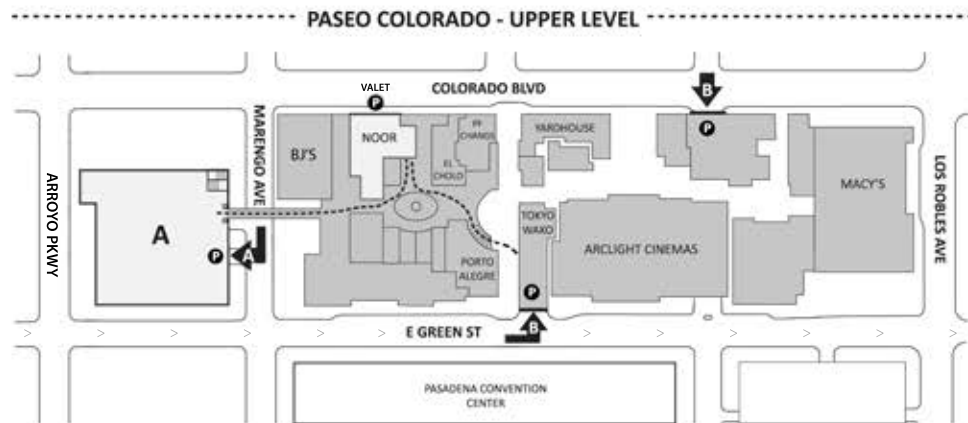 PASEO COLORADO - UPPER LEVEL
VALET
P
COLORADO BLVD
B
P
MARENGO AVE
BJ'S
NOOR
PF
CHANGS
EL
CHOLO
YARDHOUSE
MACY'S
LOS ROBLES AVE
ARROYO PKWY
A
P
A
TOKYO
WAKO
ARCLIGHT CINEMAS
PORTO
ALEGRE
P
B
E GREEN ST
PASADENA CONVENTION
CENTER